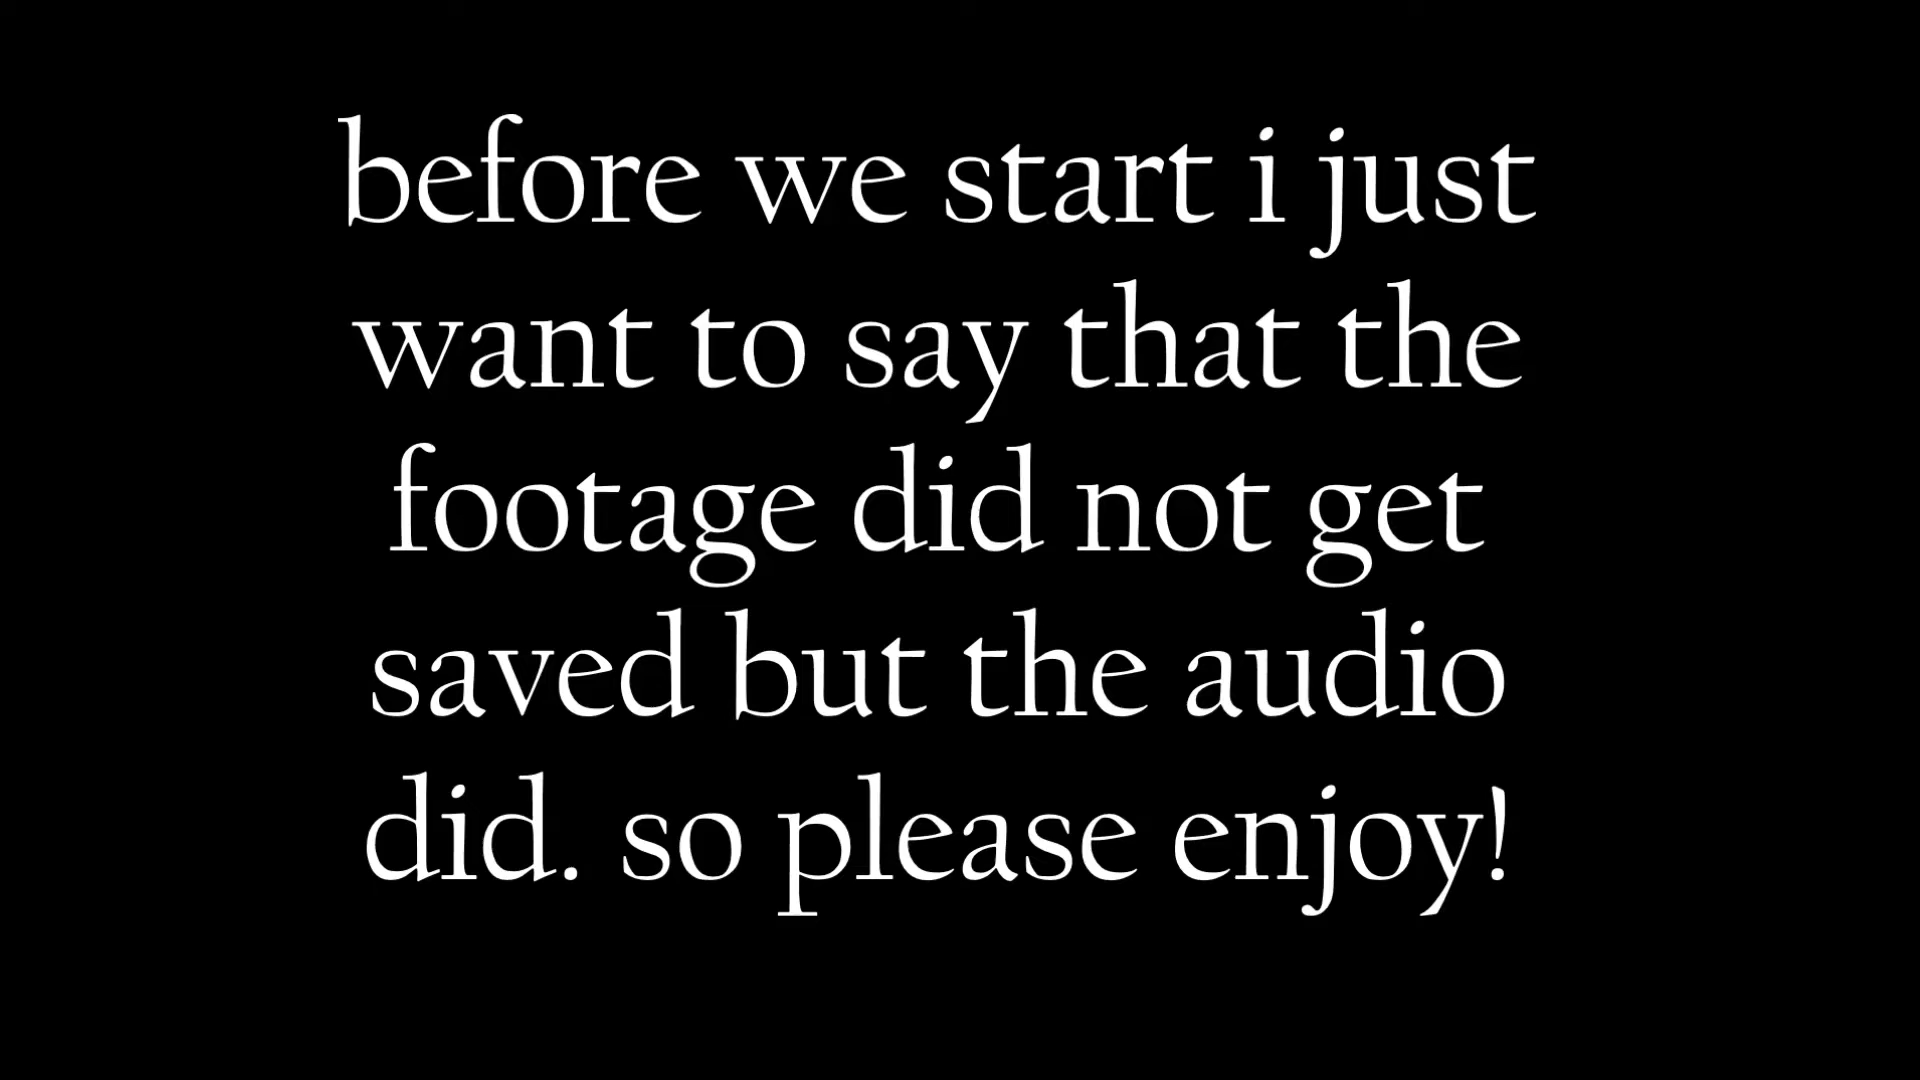 before we start i just
want to say that the
footage did not get
saved but the audio
did. so please enjoy!